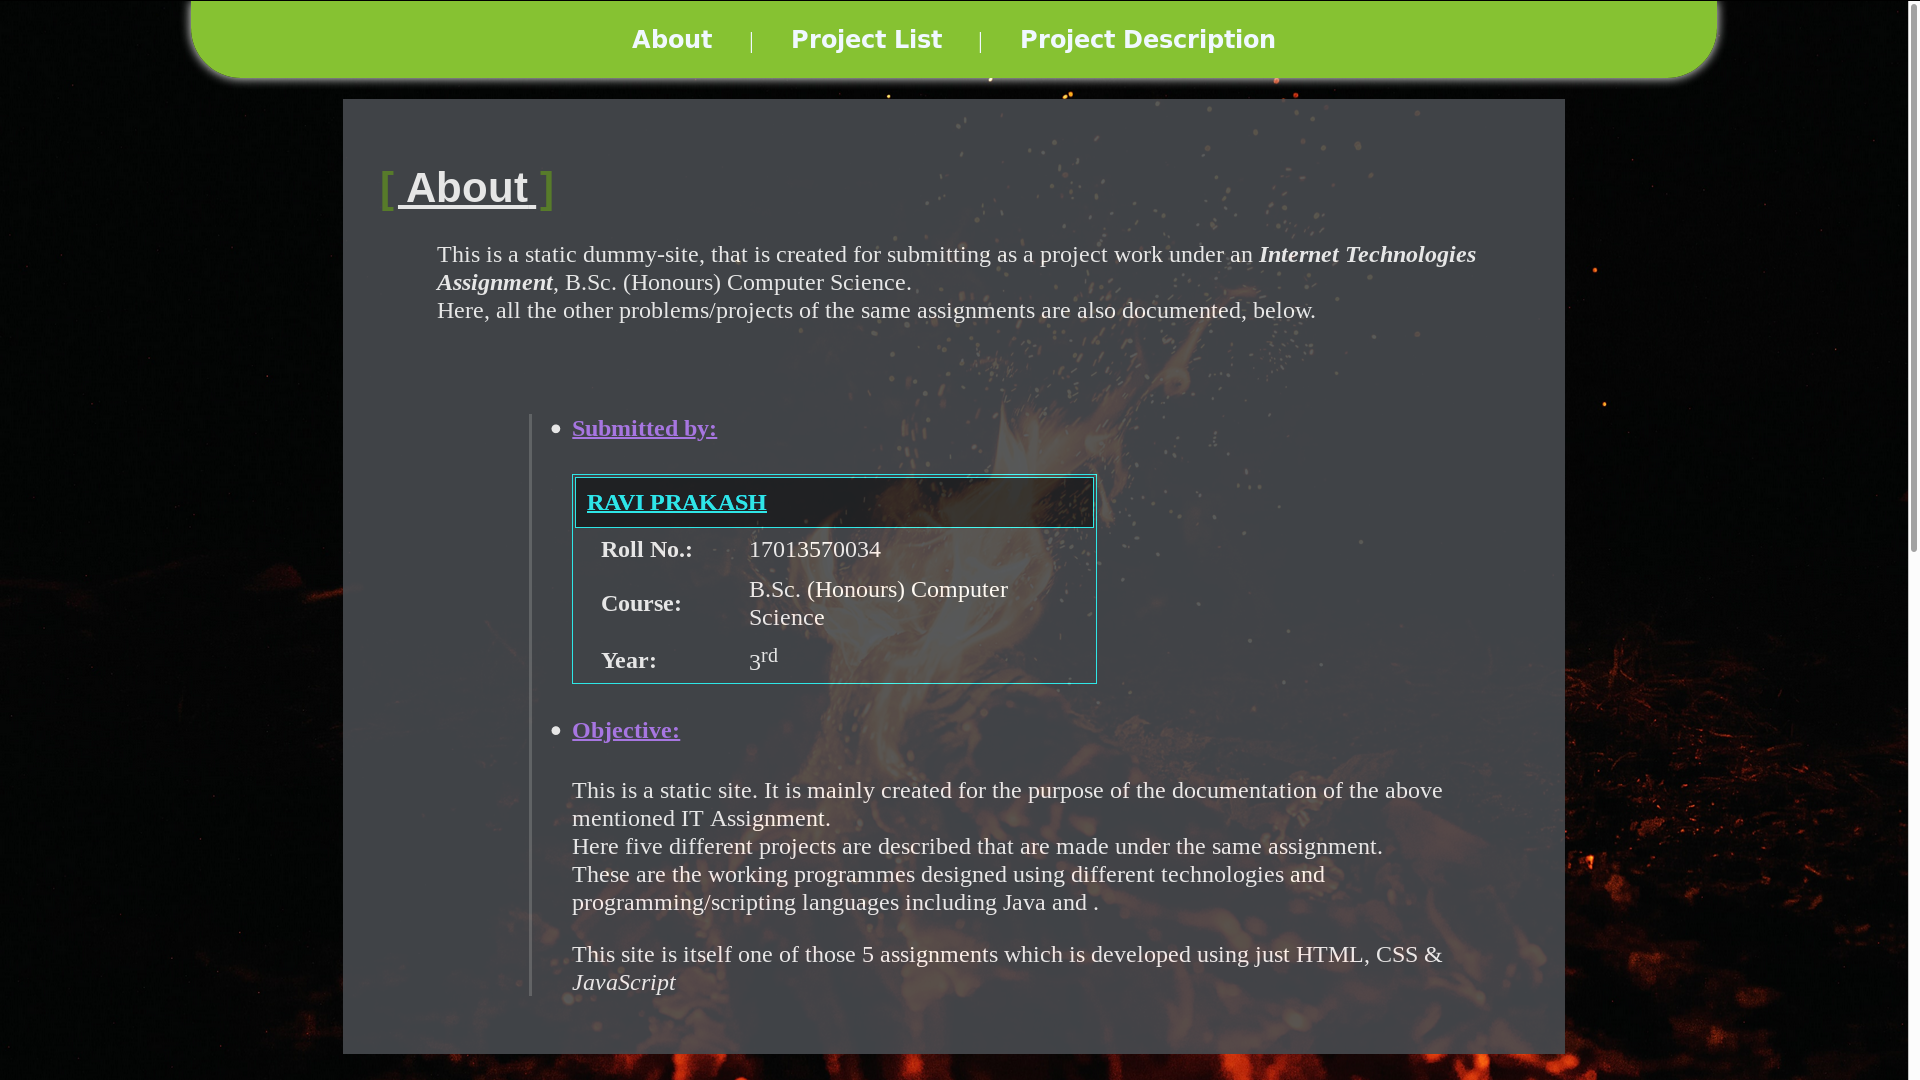 About | Project List | Project Description
[ About ]
This is a static dummy-site, that is created for submitting as a project work under an Internet Technologies
Assignment, B.Sc. (Honours) Computer Science.
Here, all the other problems/projects of the same assignments are also documented, below.
• Submitted by:
RAVI PRAKASH
Roll No.: 17013570034
Course: B.Sc. (Honours) Computer
Science
Year: 3rd
• Objective:
This is a static site. It is mainly created for the purpose of the documentation of the above
mentioned IT Assignment.
Here five different projects are described that are made under the same assignment.
These are the working programmes designed using different technologies and
programming/scripting languages including Java and .
This site is itself one of those 5 assignments which is developed using just HTML, CSS &
JavaScript